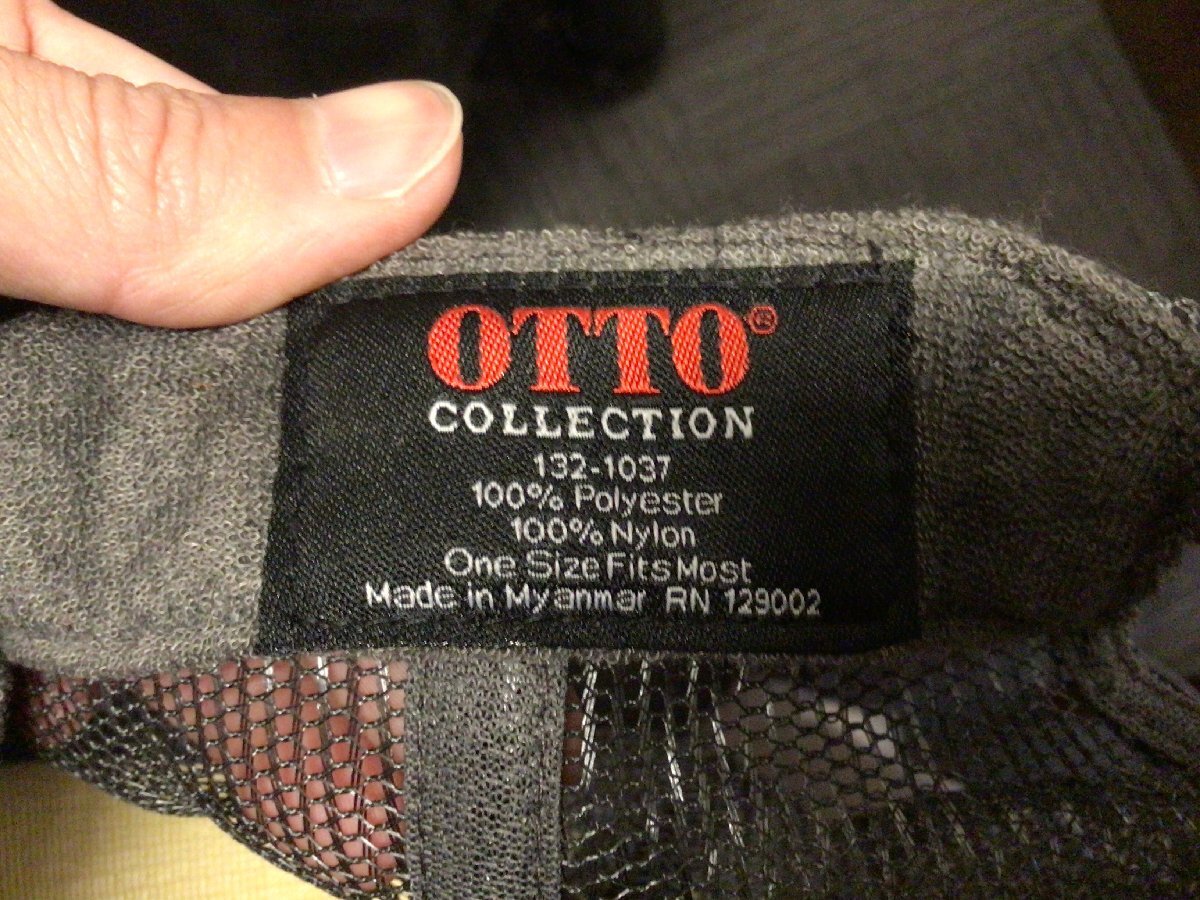 OTTO®
COLLECTION
132-1037
100% Polyester
100% Nylon
One Size Fits Most
Made in Myanmar RN 129002